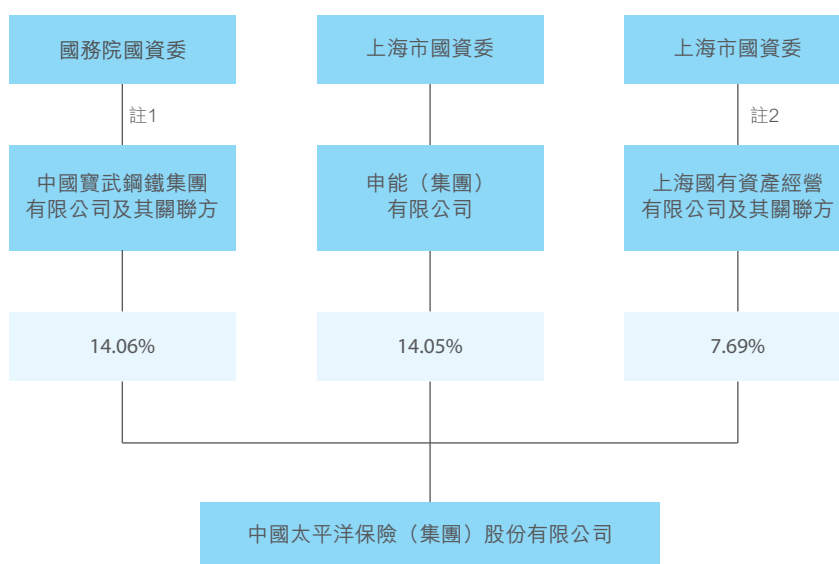 國務院國資委
上海市國資委
上海市國資委
註1
註2
中國寶武鋼鐵集團
有限公司及其關聯方
申能（集團）
有限公司
上海國有資產經營
有限公司及其關聯方
14.06%
14.05%
7.69%
中國太平洋保險（集團）股份有限公司